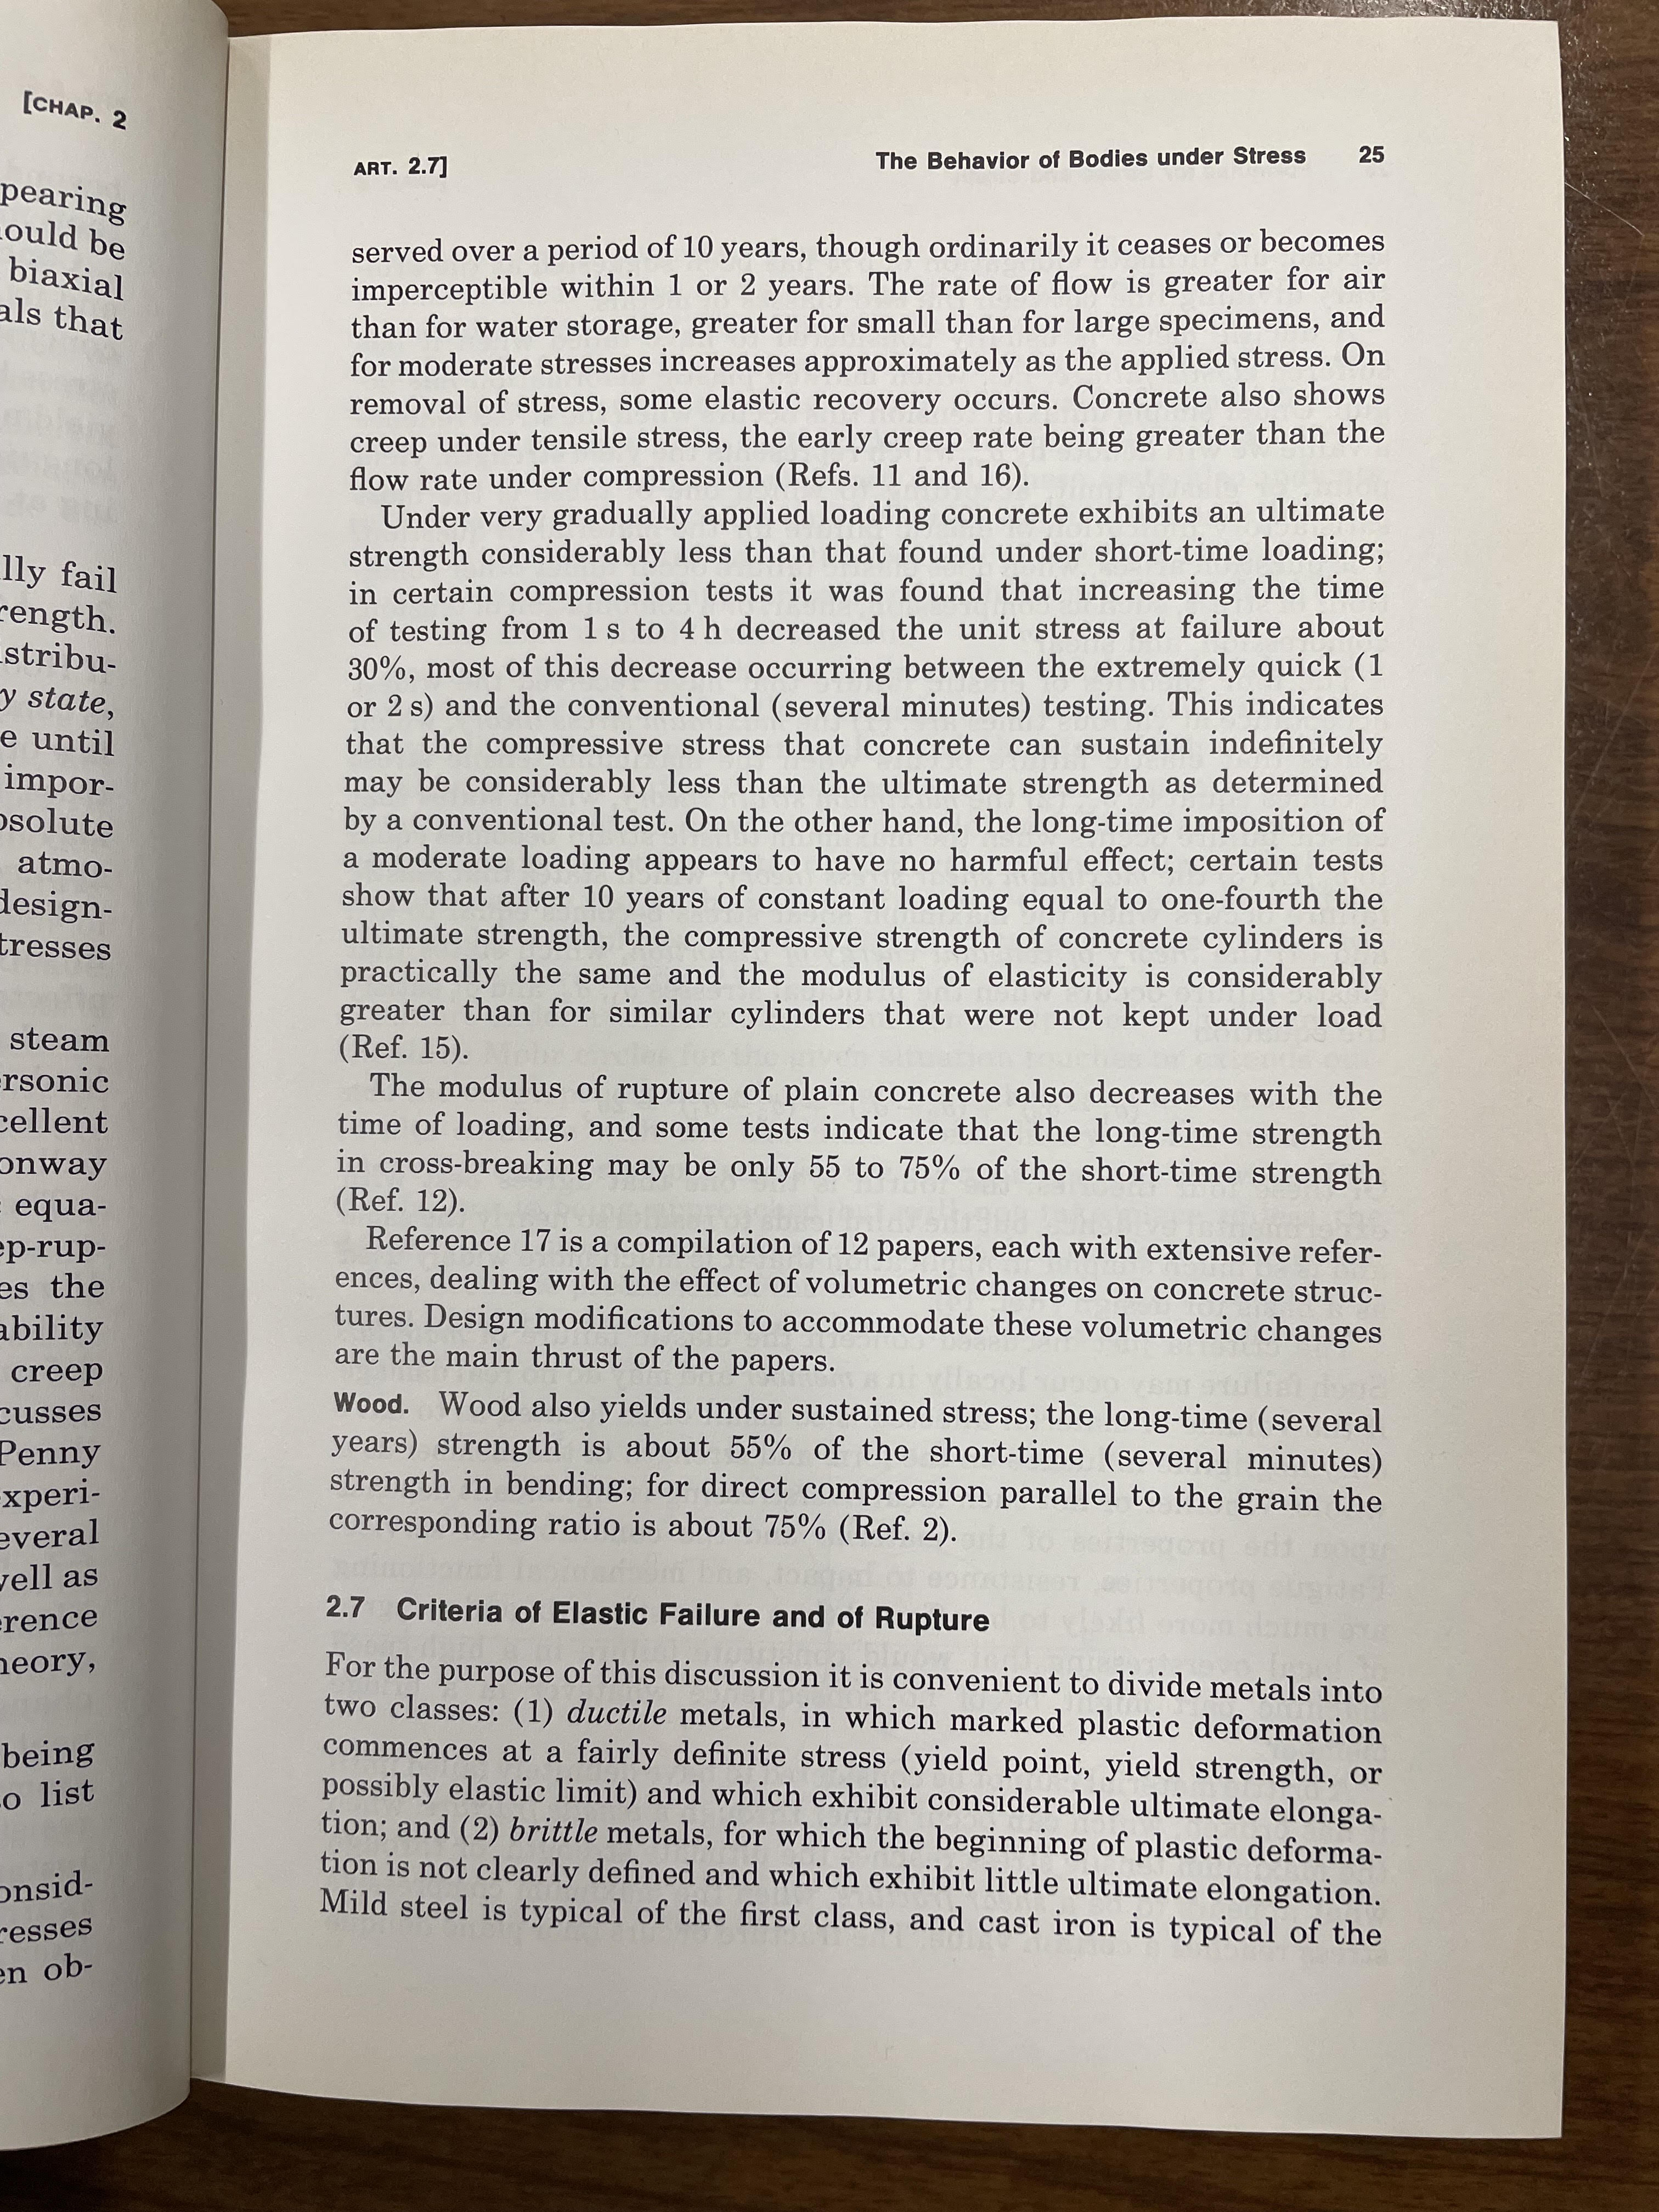 [CHAP. 2
pearing
ould be
biaxial
als that
lly fail
rength.
stribu-
y state,
e until
impor-
bsolute
atmo-
design-
tresses
steam
ersonic
cellent
onway
equa-
ep-rup-
es the
ability
creep
cusses
Penny
experi-
everal
well as
erence
heory,
being
o list
onsid-
resses
en ob-
ART. 2.7] The Behavior of Bodies under Stress 25
served over a period of 10 years, though ordinarily it ceases or becomes
imperceptible within 1 or 2 years. The rate of flow is greater for air
than for water storage, greater for small than for large specimens, and
for moderate stresses increases approximately as the applied stress. On
removal of stress, some elastic recovery occurs. Concrete also shows
creep under tensile stress, the early creep rate being greater than the
flow rate under compression (Refs. 11 and 16).
Under very gradually applied loading concrete exhibits an ultimate
strength considerably less than that found under short-time loading;
in certain compression tests it was found that increasing the time
of testing from 1 s to 4 h decreased the unit stress at failure about
30%, most of this decrease occurring between the extremely quick (1
or 2 s) and the conventional (several minutes) testing. This indicates
that the compressive stress that concrete can sustain indefinitely
may be considerably less than the ultimate strength as determined
by a conventional test. On the other hand, the long-time imposition of
a moderate loading appears to have no harmful effect; certain tests
show that after 10 years of constant loading equal to one-fourth the
ultimate strength, the compressive strength of concrete cylinders is
practically the same and the modulus of elasticity is considerably
greater than for similar cylinders that were not kept under load
(Ref. 15).
The modulus of rupture of plain concrete also decreases with the
time of loading, and some tests indicate that the long-time strength
in cross-breaking may be only 55 to 75% of the short-time strength
(Ref. 12).
Reference 17 is a compilation of 12 papers, each with extensive refer-
ences, dealing with the effect of volumetric changes on concrete struc-
tures. Design modifications to accommodate these volumetric changes
are the main thrust of the papers.
Wood. Wood also yields under sustained stress; the long-time (several
years) strength is about 55% of the short-time (several minutes)
strength in bending; for direct compression parallel to the grain the
corresponding ratio is about 75% (Ref. 2).
2.7 Criteria of Elastic Failure and of Rupture
For the purpose of this discussion it is convenient to divide metals into
two classes: (1) ductile metals, in which marked plastic deformation
commences at a fairly definite stress (yield point, yield strength, or
possibly elastic limit) and which exhibit considerable ultimate elonga-
tion; and (2) brittle metals, for which the beginning of plastic deforma-
tion is not clearly defined and which exhibit little ultimate elongation.
Mild steel is typical of the first class, and cast iron is typical of the